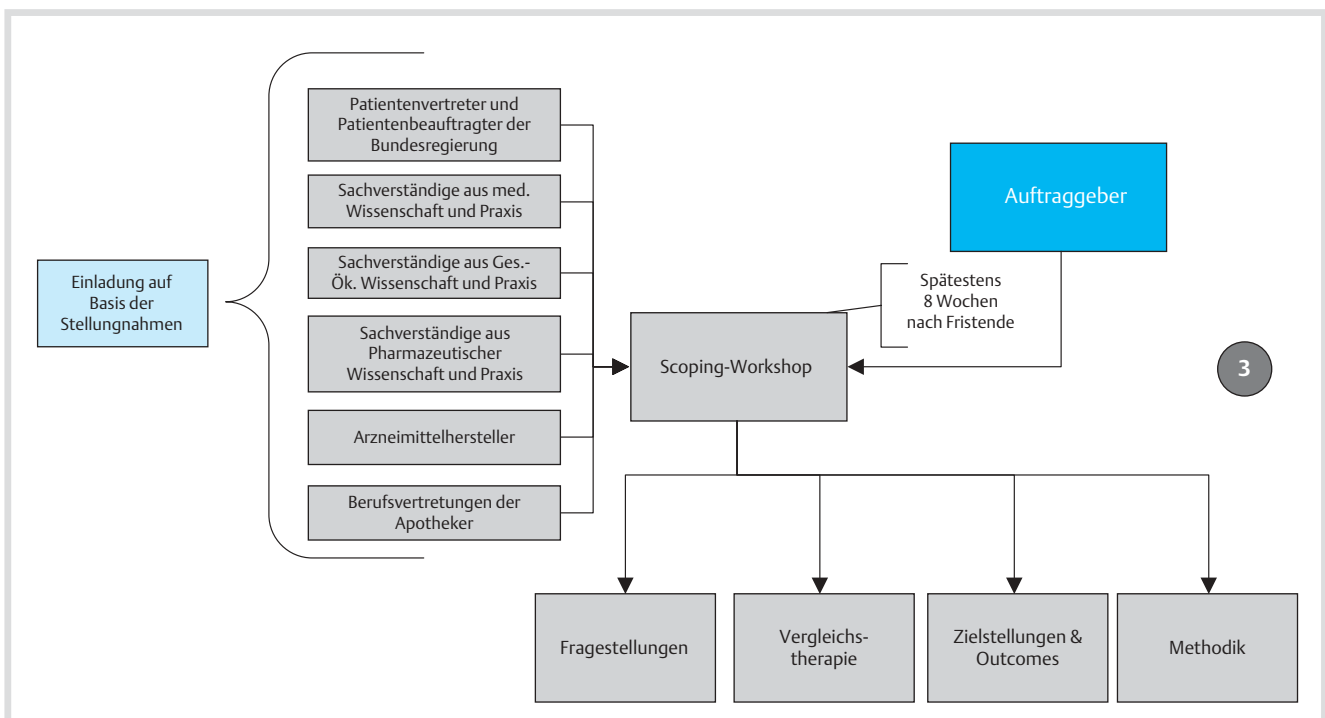 Einladung auf
Basis der
Stellungnahmen
Patientenvertreter und
Patientenbeauftragter der
Bundesregierung
Sachverständige aus med.
Wissenschaft und Praxis
Sachverständige aus Ges.-
Ök. Wissenschaft und Praxis
Sachverständige aus
Pharmazeutischer
Wissenschaft und Praxis
Arzneimittelhersteller
Berufsvertretungen der
Apotheker
Auftraggeber
Spätestens
8 Wochen
nach Fristende
Scoping-Workshop
3
Fragestellungen
Vergleichs-
therapie
Zielstellungen &
Outcomes
Methodik